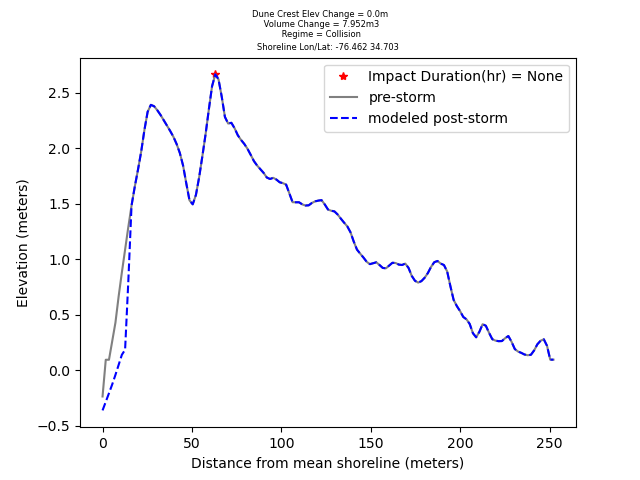 Dune Crest Elev Change = 0.0m
Volume Change = 7.952m3
Regime = Collision
Shoreline Lon/Lat: -76.462 34.703
Impact Duration(hr) = None
pre-storm
modeled post-storm
Elevation (meters)
2.5
2.0
1.5
1.0
0.5
0.0
−0.5
0 50 100 150 200 250
Distance from mean shoreline (meters)